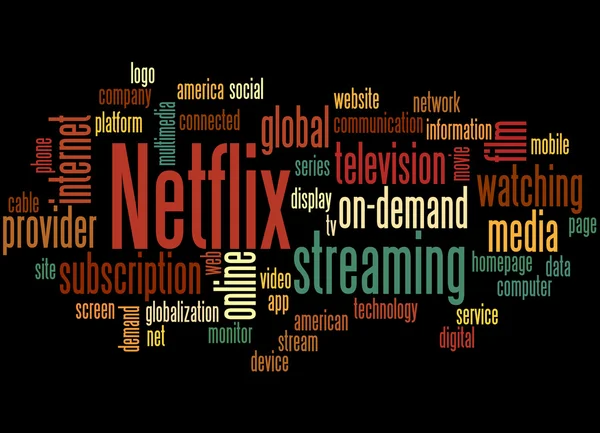 logo
company
america
social
website
network
platform
multimedia
connected
global
communication
information
phone
internet
Netflix
series
television
movie
film
mobile
cable
provider
display
tv
on-demand
watching
media
page
site
subscription
web
online
video
streaming
homepage
data
computer
screen
demand
globalization
net
monitor
app
american
stream
device
technology
service
digital